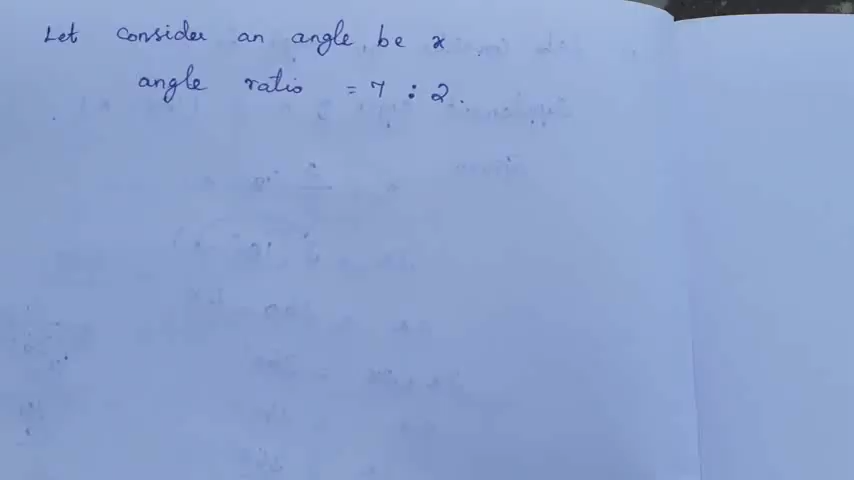 Let consider an angle be x
angle ratio = 7 : 2.